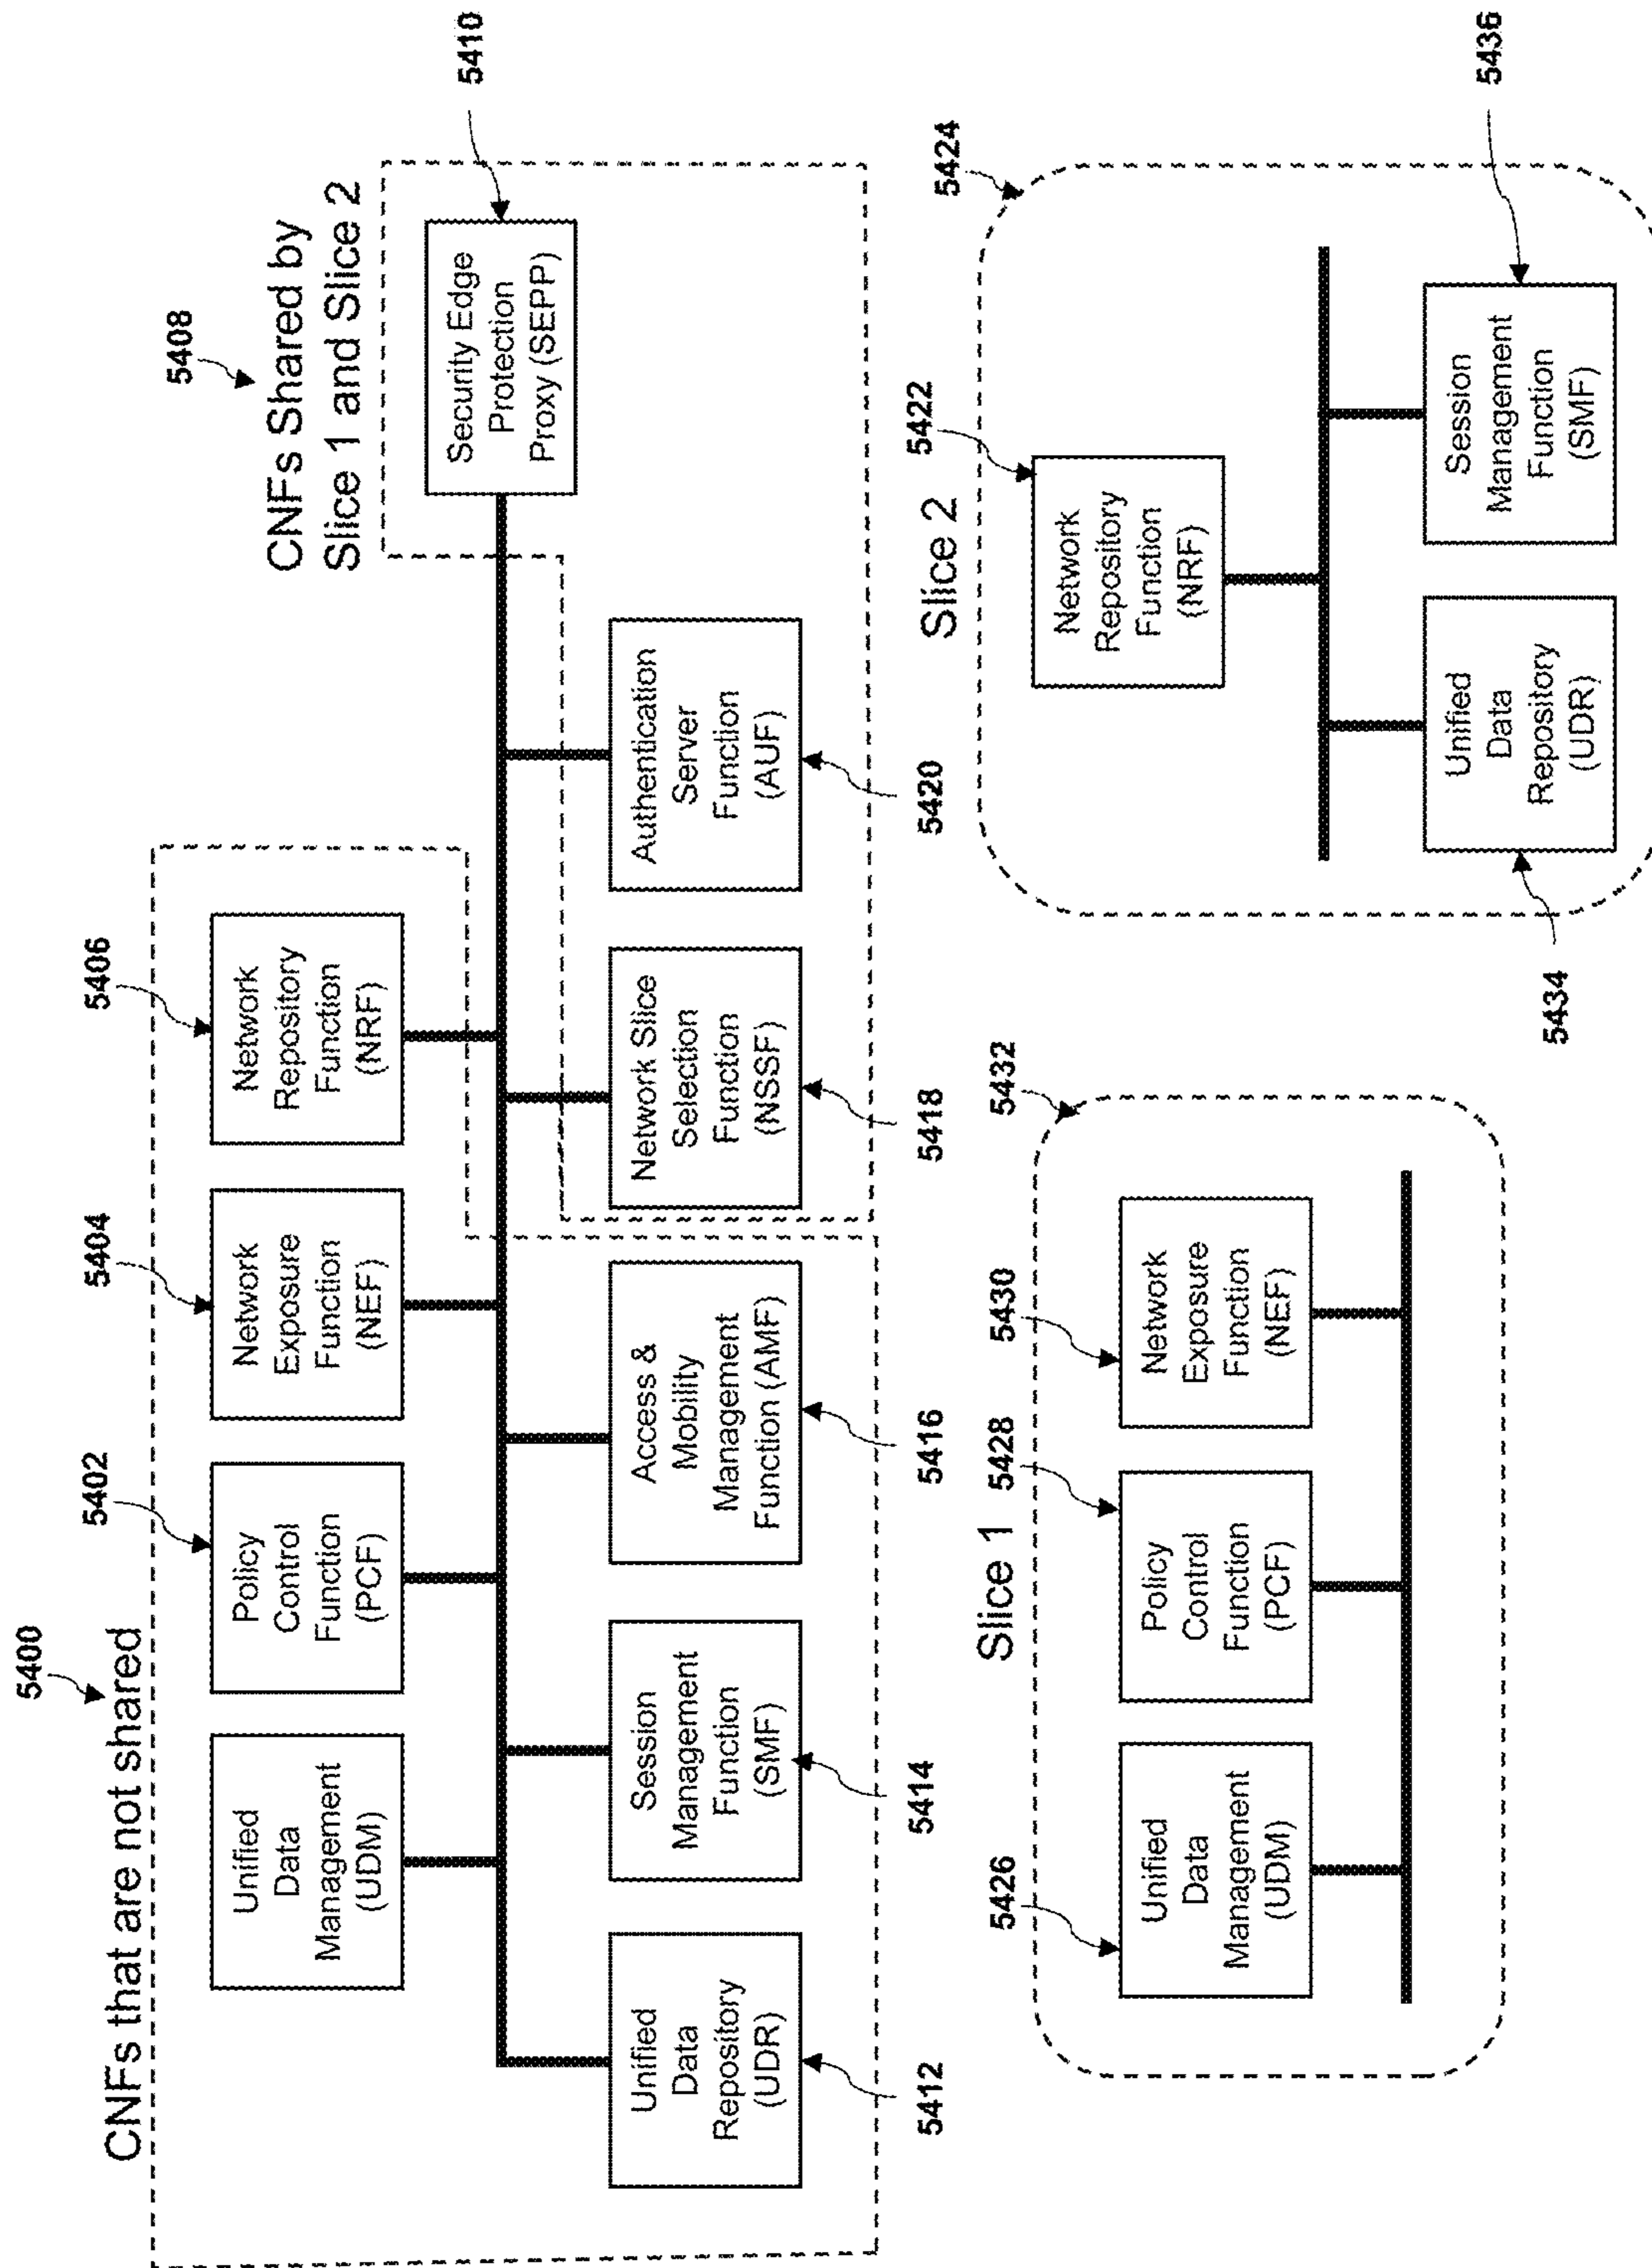 5400
CNFs that are not shared
5402
5404
5406
5408
CNFs Shared by
Slice 1 and Slice 2
5410
Unified
Data
Management
(UDM)
Policy
Control
Function
(PCF)
Network
Exposure
Function
(NEF)
Network
Repository
Function
(NRF)
Security Edge
Protection
Proxy (SEPP)
Unified
Data
Repository
(UDR)
Session
Management
Function
(SMF)
Access &
Mobility
Management
Function (AMF)
Network Slice
Selection
Function
(NSSF)
Authentication
Server
Function
(AUF)
5412
5414
5416
5418
5420
Slice 1
5426
5428
5430
5432
Unified
Data
Management
(UDM)
Policy
Control
Function
(PCF)
Network
Exposure
Function
(NEF)
Slice 2
5422
5424
Network
Repository
Function
(NRF)
Unified
Data
Repository
(UDR)
Session
Management
Function
(SMF)
5434
5436